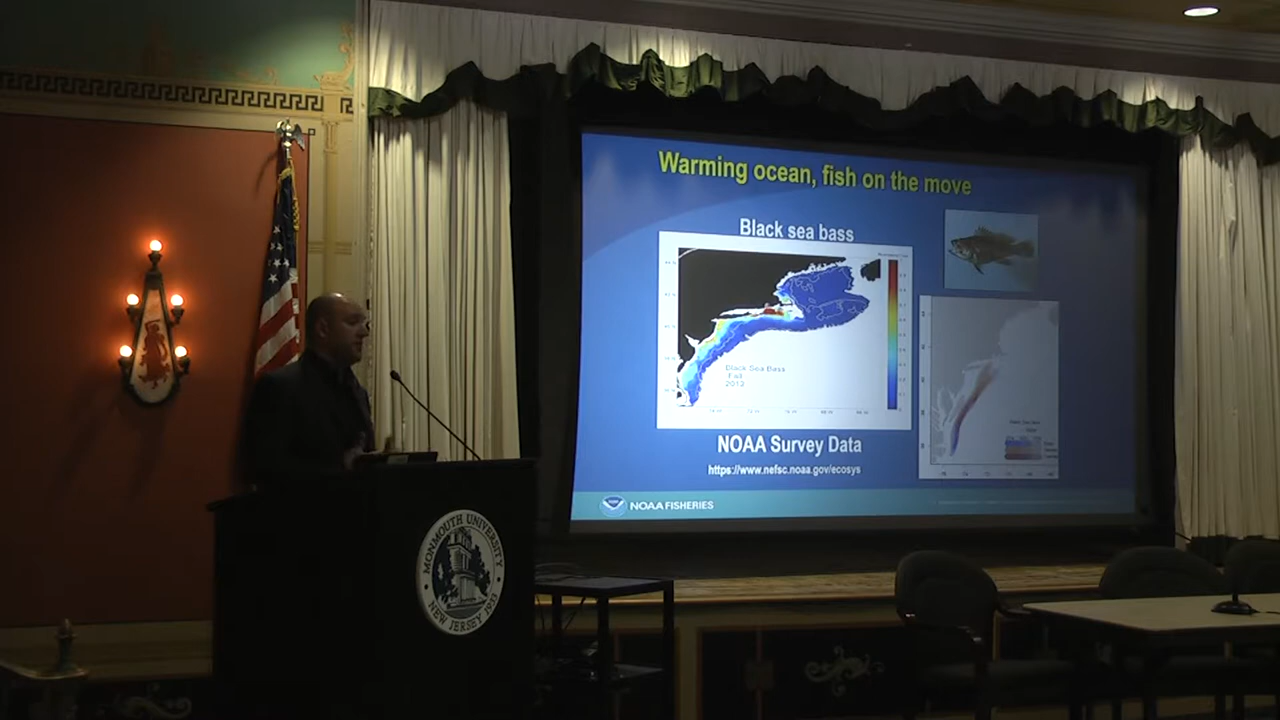 Warming ocean, fish on the move
Black sea bass
Black Sea Bass
Fall
2012
NOAA Survey Data
https://www.nefsc.noaa.gov/ecosys
NOAA FISHERIES
MONMOUTH UNIVERSITY
NEW JERSEY 1933